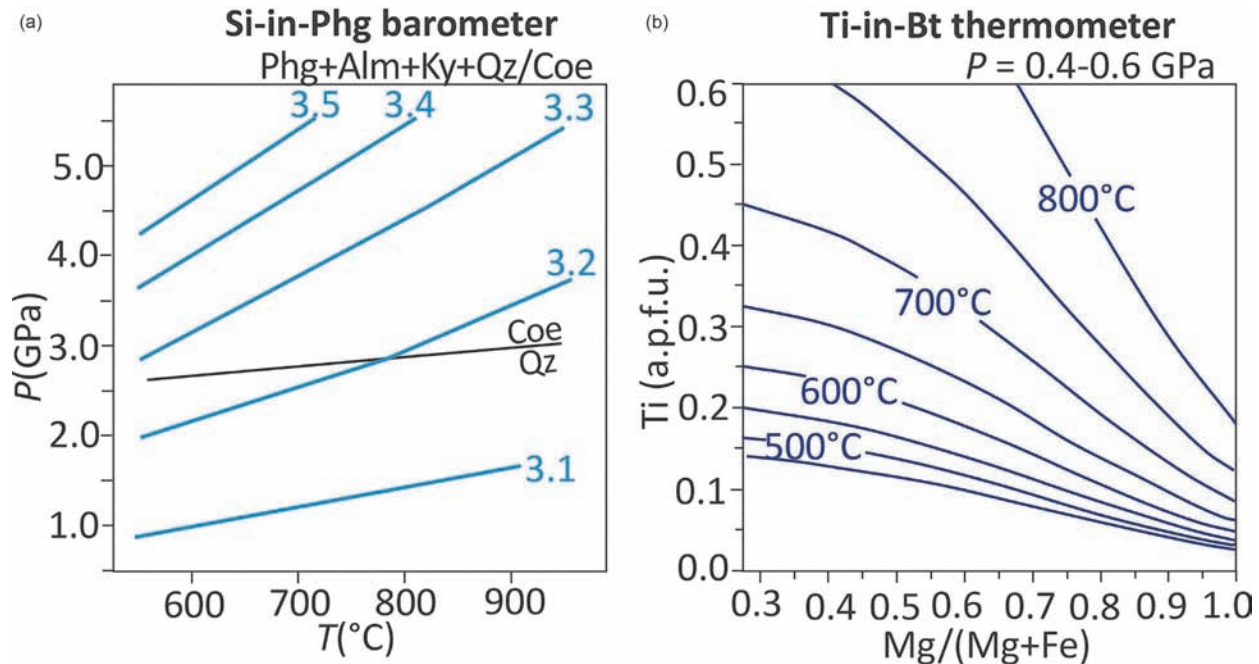 (a)
Si-in-Phg barometer
Phg+Alm+Ky+Qz/Coe
3.5
3.4
3.3
3.2
3.1
Coe
Qz
P(GPa)
5.0
4.0
3.0
2.0
1.0
600
700
800
900
T(°C)
(b)
Ti-in-Bt thermometer
P = 0.4-0.6 GPa
800°C
700°C
600°C
500°C
Ti (a.p.f.u.)
0.6
0.5
0.4
0.3
0.2
0.1
0.0
0.3
0.4
0.5
0.6
0.7
0.8
0.9
1.0
Mg/(Mg+Fe)